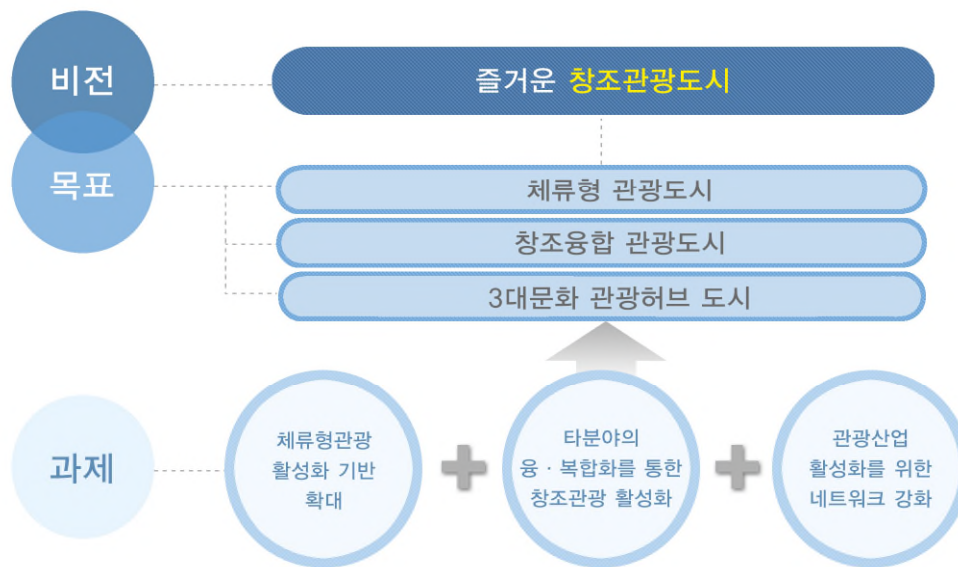 비전
즐거운 창조관광도시
목표
체류형 관광도시
창조융합 관광도시
3대문화 관광허브 도시
과제
체류형관광
활성화 기반
확대
타분야의
융 · 복합화를 통한
창조관광 활성화
관광산업
활성화를 위한
네트워크 강화